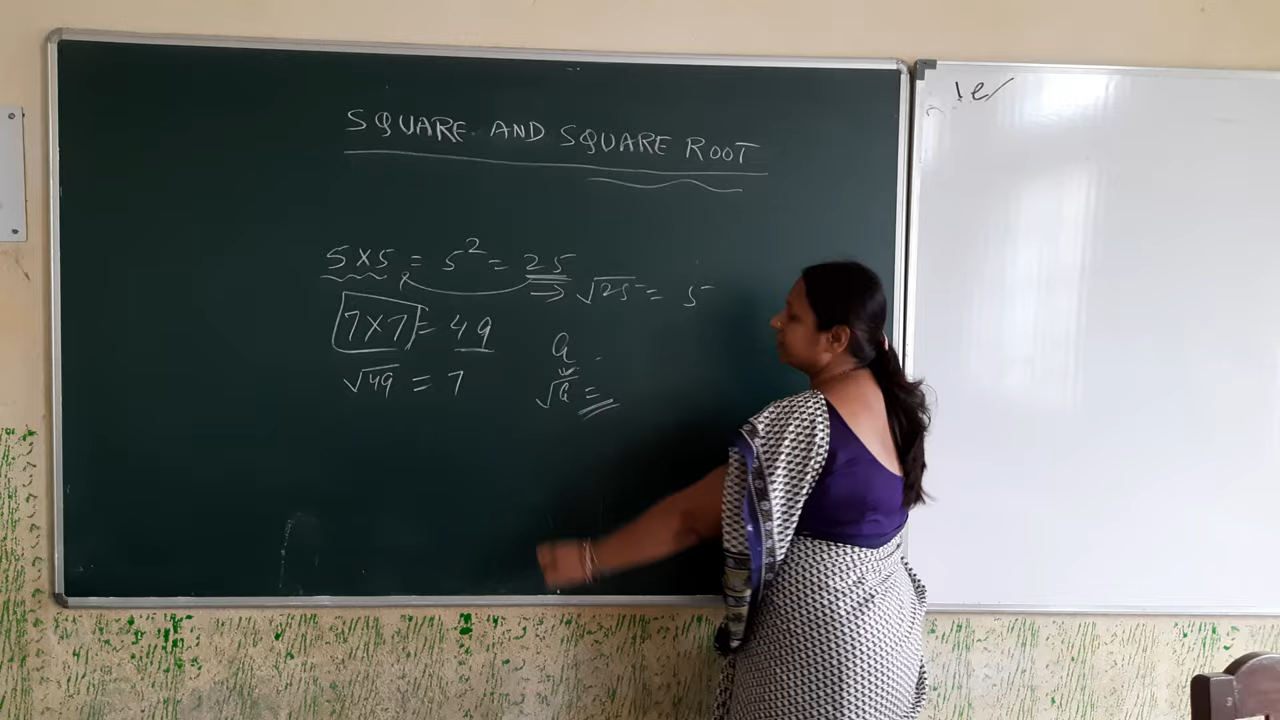 SQUARE AND SQUARE ROOT
5×5 = 5² = 25
⇒ √25 = 5
7×7 = 49
√49 = 7
a
√a =